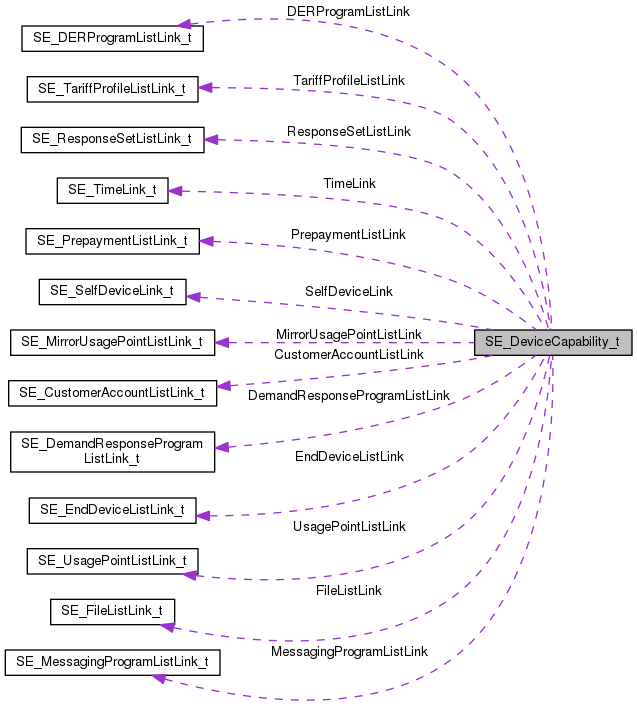 DERProgramListLink
SE_DERProgramListLink_t
TariffProfileListLink
SE_TariffProfileListLink_t
ResponseSetListLink
SE_ResponseSetListLink_t
TimeLink
SE_TimeLink_t
PrepaymentListLink
SE_PrepaymentListLink_t
SelfDeviceLink
SE_SelfDeviceLink_t
MirrorUsagePointListLink
SE_MirrorUsagePointListLink_t
SE_DeviceCapability_t
CustomerAccountListLink
SE_CustomerAccountListLink_t
DemandResponseProgramListLink
SE_DemandResponseProgram
ListLink_t
EndDeviceListLink
SE_EndDeviceListLink_t
UsagePointListLink
SE_UsagePointListLink_t
FileListLink
SE_FileListLink_t
MessagingProgramListLink
SE_MessagingProgramListLink_t